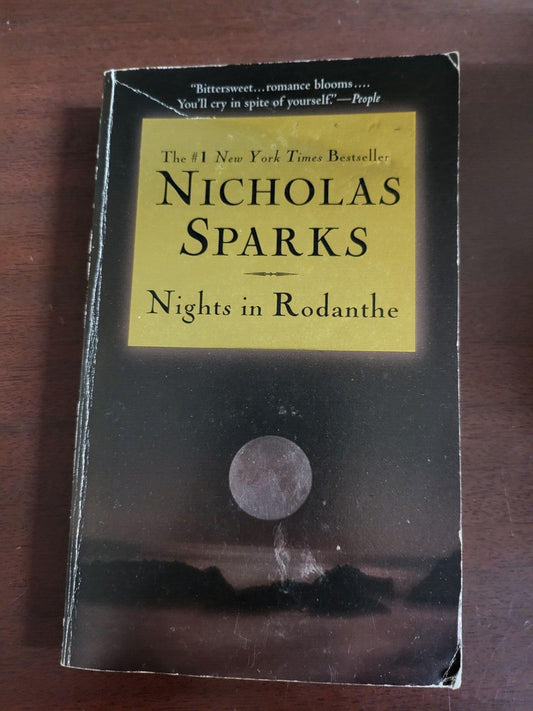 "Bittersweet...romance blooms....
You'll cry in spite of yourself."—People
The #1 New York Times Bestseller
NICHOLAS
SPARKS
Nights in Rodanthe